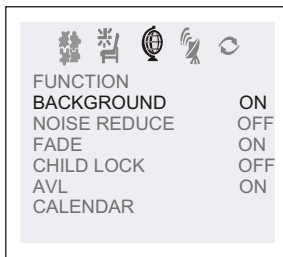 FUNCTION
BACKGROUND ON
NOISE REDUCE OFF
FADE ON
CHILD LOCK OFF
AVL ON
CALENDAR